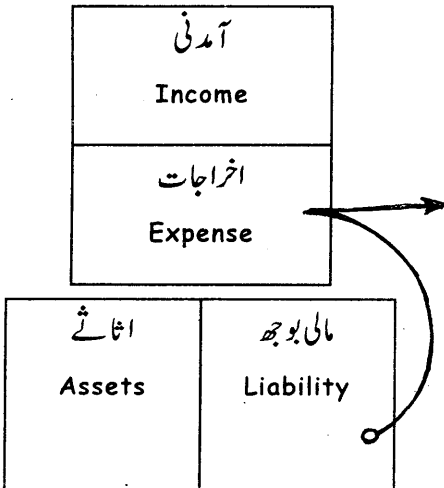 آمدنی
Income
اخراجات
Expense
اثاثے
Assets
مالی بوجھ
Liability